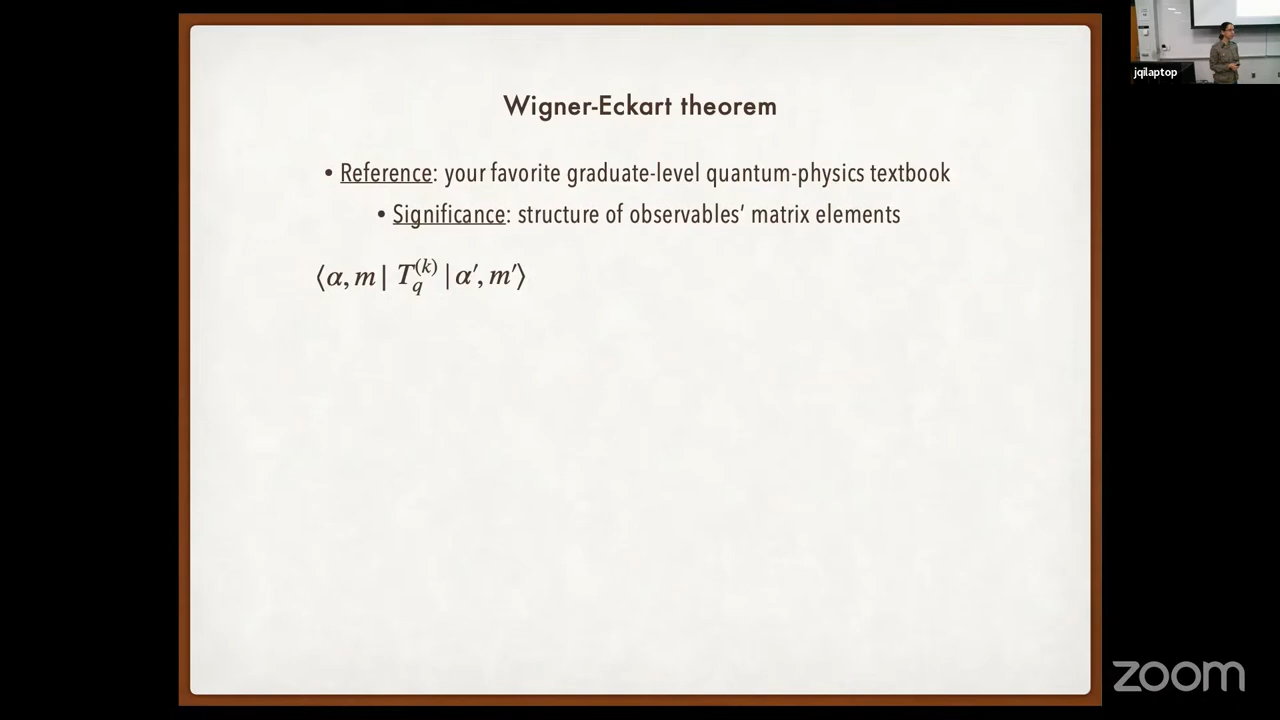 jqilaptop
Wigner-Eckart theorem
• Reference: your favorite graduate-level quantum-physics textbook
• Significance: structure of observables' matrix elements
⟨α, m | T_q^{(k)} | α′, m′⟩
zoom